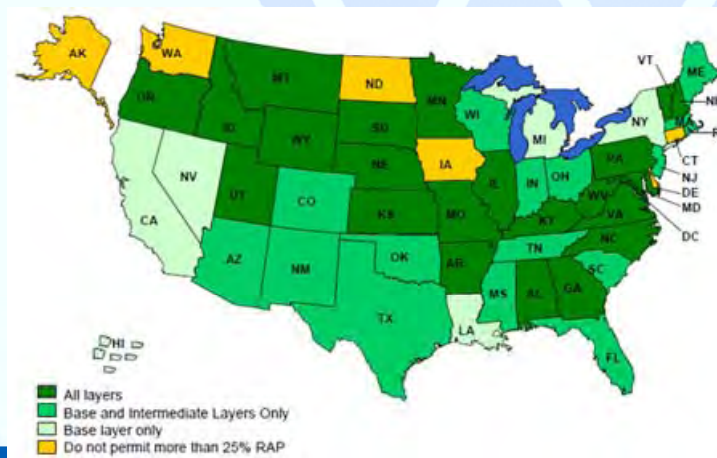 AK
WA
MT
ND
MN
VT
ME
OR
ID
WY
SD
WI
MI
NY
MA
NV
UT
CO
NE
IA
IL
IN
OH
PA
CT
NJ
DE
MD
DC
CA
KS
MO
KY
WV
VA
AZ
NM
OK
AR
TN
NC
SC
TX
LA
MS
AL
GA
FL
HI
All layers
Base and Intermediate Layers Only
Base layer only
Do not permit more than 25% RAP